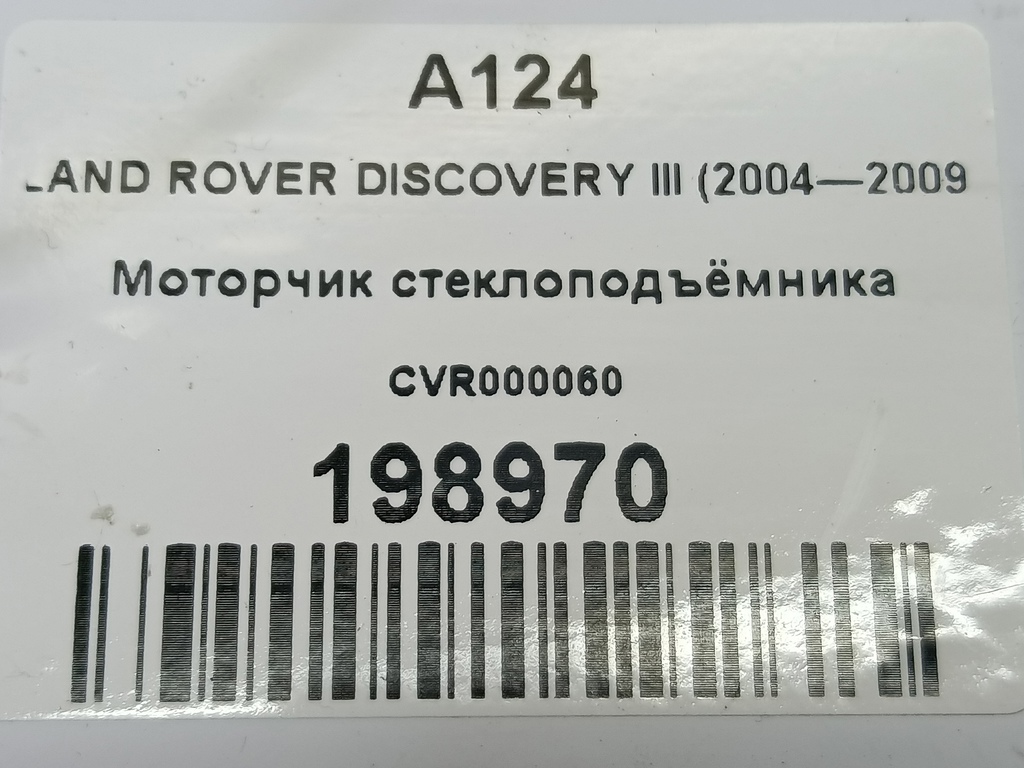 A124
LAND ROVER DISCOVERY III (2004—2009
Моторчик стеклоподъёмника
CVR000060
198970